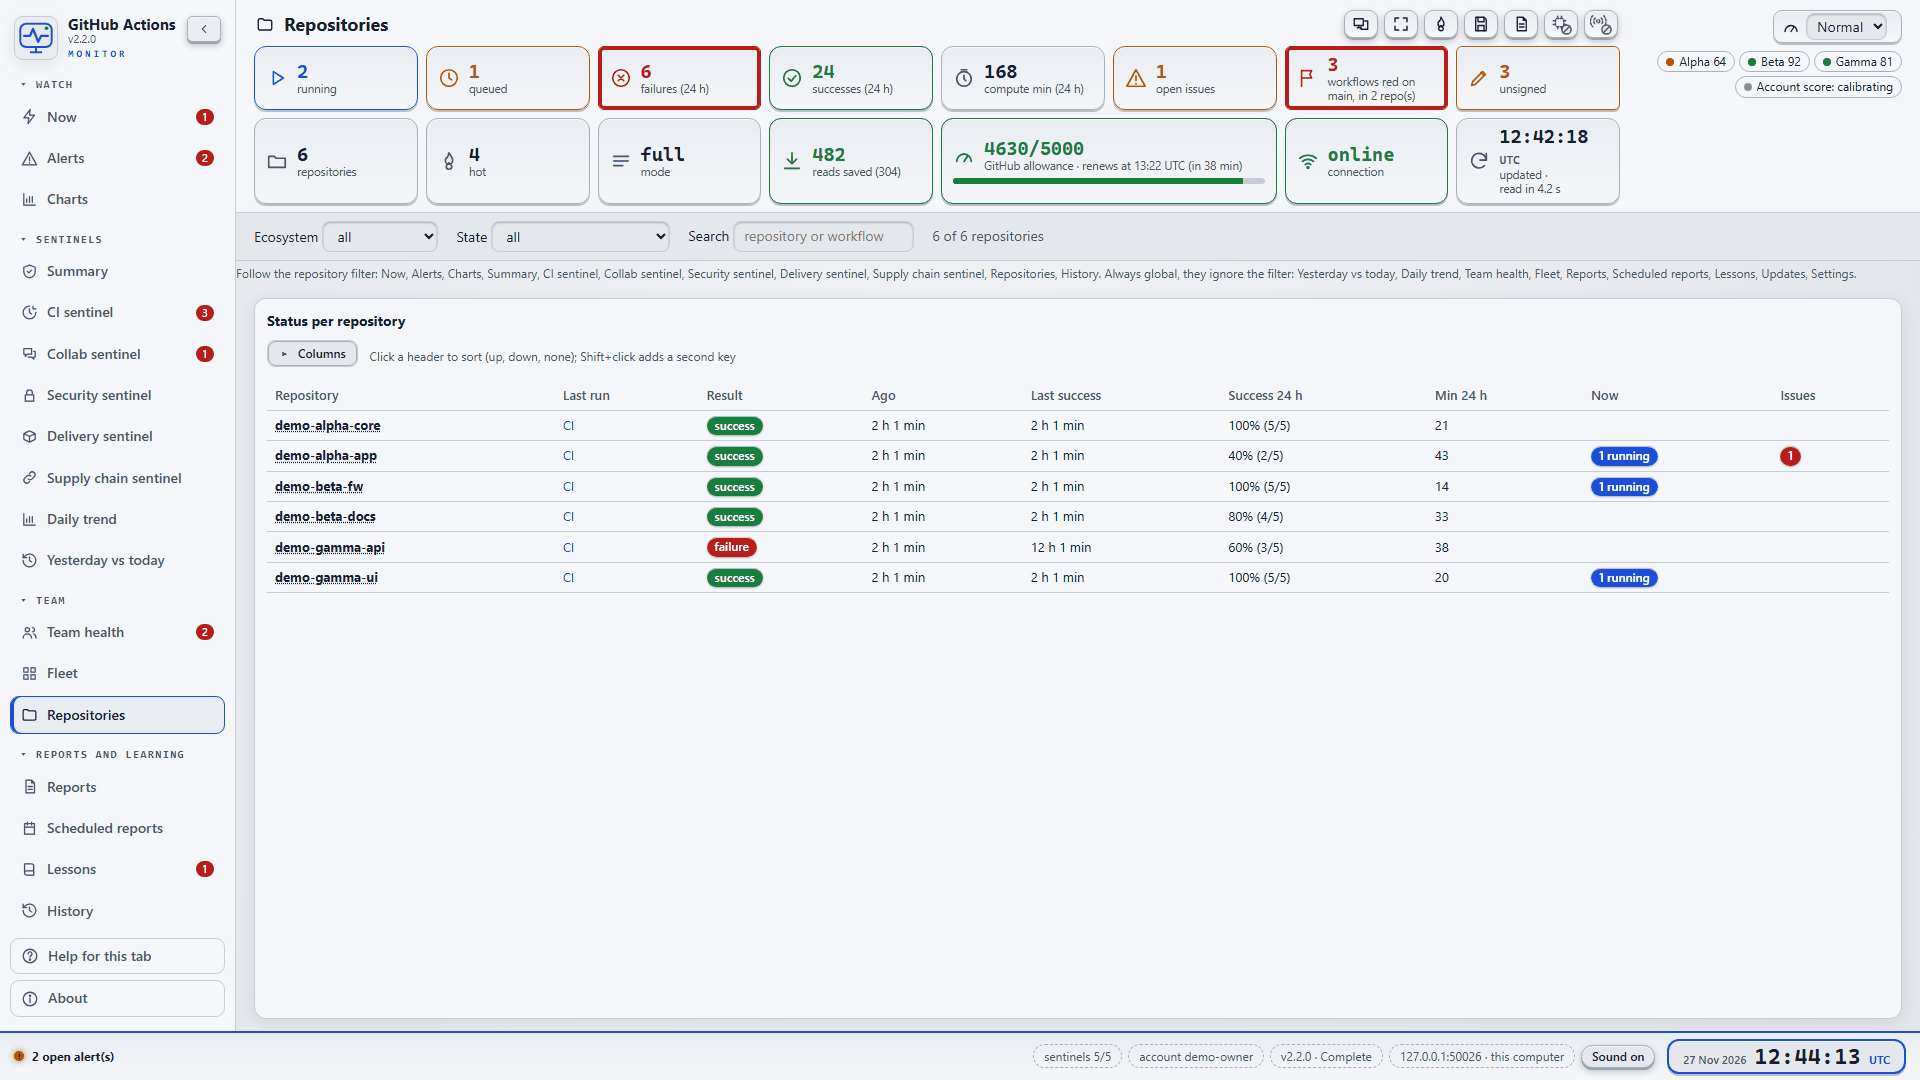 GitHub Actions
v2.2.0
MONITOR
WATCH
Now 1
Alerts 2
Charts
SENTINELS
Summary
CI sentinel 3
Collab sentinel 1
Security sentinel
Delivery sentinel
Supply chain sentinel
Daily trend
Yesterday vs today
TEAM
Team health 2
Fleet
Repositories
REPORTS AND LEARNING
Reports
Scheduled reports
Lessons 1
History
Help for this tab
About
Repositories
Normal
Alpha 64
Beta 92
Gamma 81
Account score: calibrating
2
running
1
queued
6
failures (24 h)
24
successes (24 h)
168
compute min (24 h)
1
open issues
3
workflows red on
main, in 2 repo(s)
3
unsigned
6
repositories
4
hot
full
mode
482
reads saved (304)
4630/5000
GitHub allowance · renews at 13:22 UTC (in 38 min)
online
connection
12:42:18
UTC
updated ·
read in 4.2 s
Ecosystem all State all Search repository or workflow 6 of 6 repositories
Follow the repository filter: Now, Alerts, Charts, Summary, CI sentinel, Collab sentinel, Security sentinel, Delivery sentinel, Supply chain sentinel, Repositories, History. Always global, they ignore the filter: Yesterday vs today, Daily trend, Team health, Fleet, Reports, Scheduled reports, Lessons, Updates, Settings.
Status per repository
Columns Click a header to sort (up, down, none); Shift+click adds a second key
Repository Last run Result Ago Last success Success 24 h Min 24 h Now Issues
demo-alpha-core CI success 2 h 1 min 2 h 1 min 100% (5/5) 21
demo-alpha-app CI success 2 h 1 min 2 h 1 min 40% (2/5) 43 1 running 1
demo-beta-fw CI success 2 h 1 min 2 h 1 min 100% (5/5) 14 1 running
demo-beta-docs CI success 2 h 1 min 2 h 1 min 80% (4/5) 33
demo-gamma-api CI failure 2 h 1 min 12 h 1 min 60% (3/5) 38
demo-gamma-ui CI success 2 h 1 min 2 h 1 min 100% (5/5) 20 1 running
2 open alert(s)
sentinels 5/5
account demo-owner
v2.2.0 · Complete
127.0.0.1:50026 · this computer
Sound on
27 Nov 2026 12:44:13 UTC